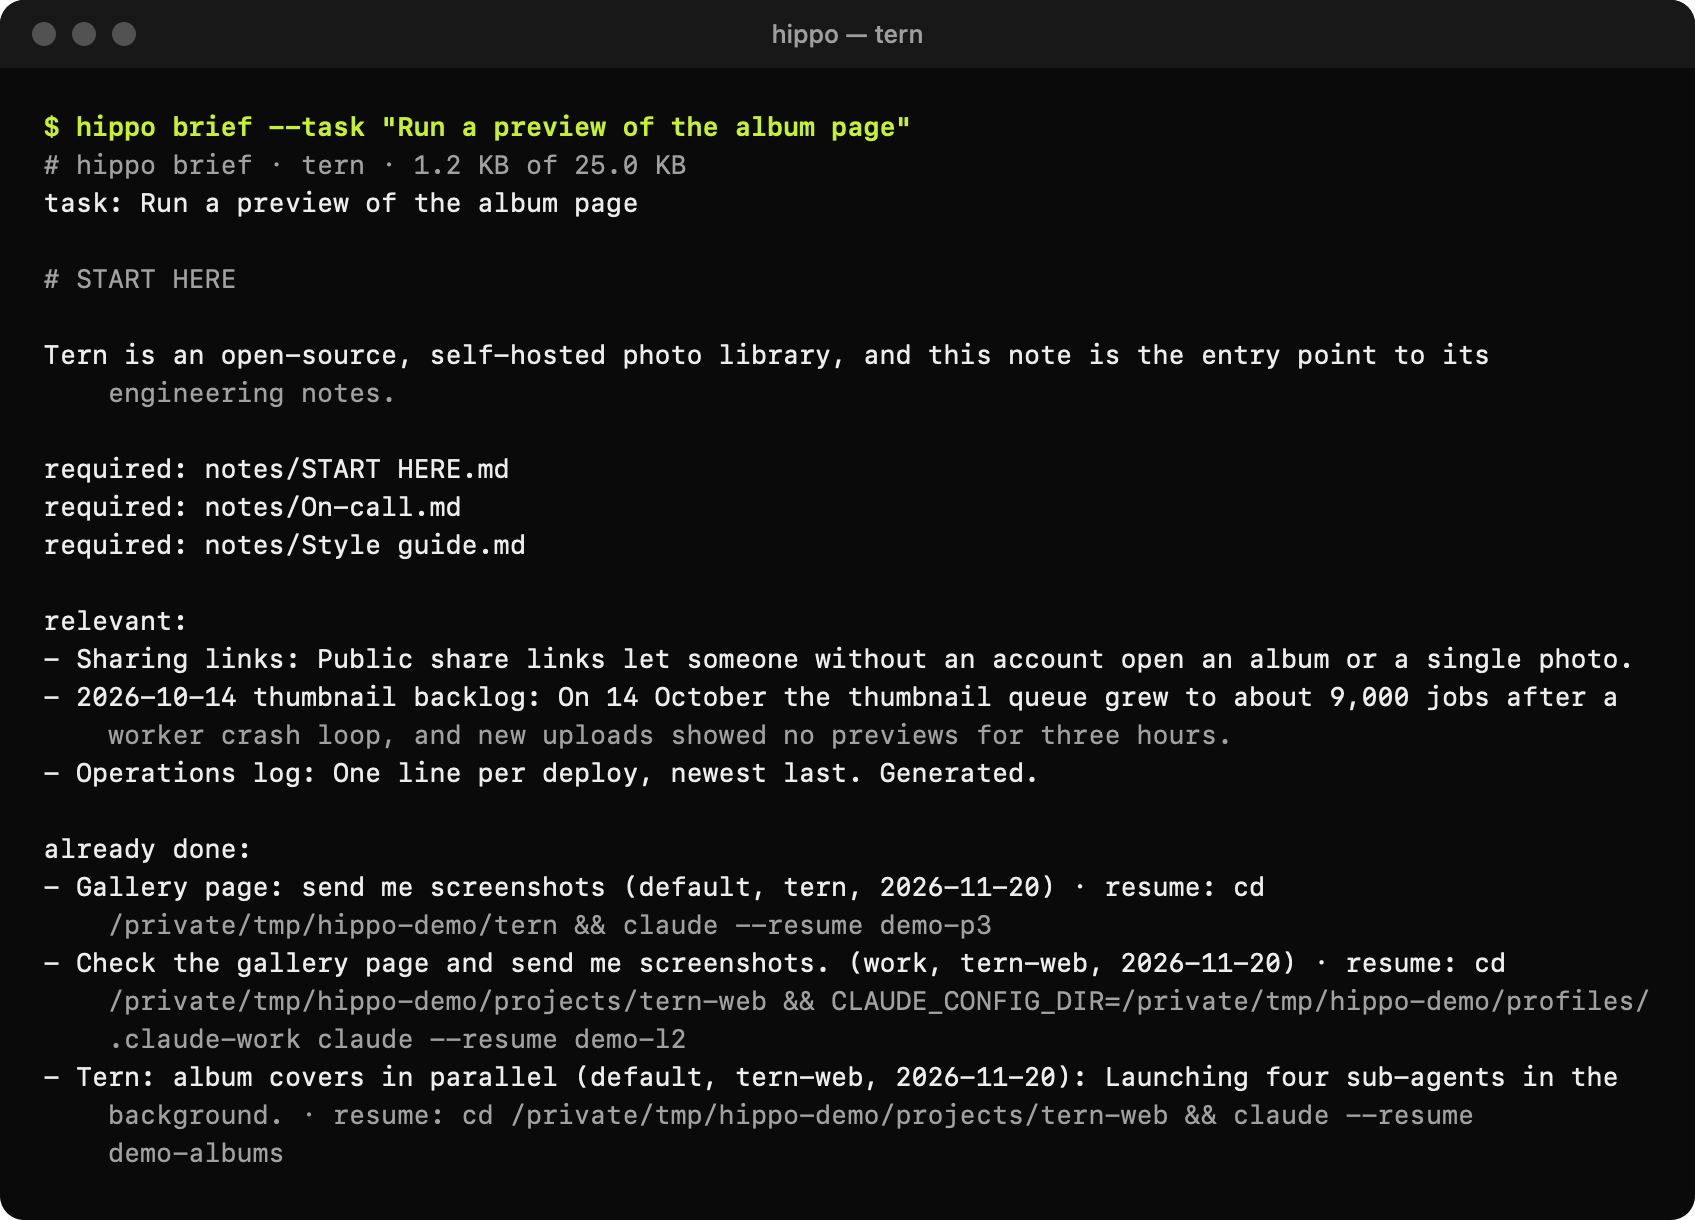 hippo — tern
$ hippo brief --task "Run a preview of the album page"
# hippo brief · tern · 1.2 KB of 25.0 KB
task: Run a preview of the album page
# START HERE
Tern is an open-source, self-hosted photo library, and this note is the entry point to its
engineering notes.
required: notes/START HERE.md
required: notes/On-call.md
required: notes/Style guide.md
relevant:
- Sharing links: Public share links let someone without an account open an album or a single photo.
- 2026-10-14 thumbnail backlog: On 14 October the thumbnail queue grew to about 9,000 jobs after a
worker crash loop, and new uploads showed no previews for three hours.
- Operations log: One line per deploy, newest last. Generated.
already done:
- Gallery page: send me screenshots (default, tern, 2026-11-20) · resume: cd
/private/tmp/hippo-demo/tern && claude --resume demo-p3
- Check the gallery page and send me screenshots. (work, tern-web, 2026-11-20) · resume: cd
/private/tmp/hippo-demo/projects/tern-web && CLAUDE_CONFIG_DIR=/private/tmp/hippo-demo/profiles/
.claude-work claude --resume demo-l2
- Tern: album covers in parallel (default, tern-web, 2026-11-20): Launching four sub-agents in the
background. · resume: cd /private/tmp/hippo-demo/projects/tern-web && claude --resume
demo-albums